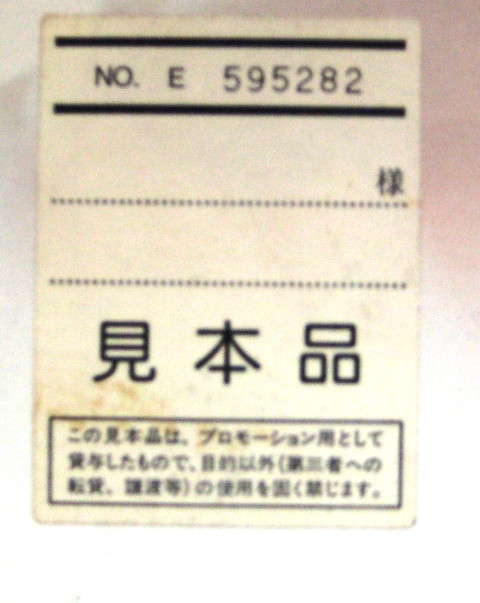 NO. E 595282
様
見本品
この見本品は、プロモーション用として
貸与したもので、目的以外(第三者への
転貸、譲渡等)の使用を固く禁じます。